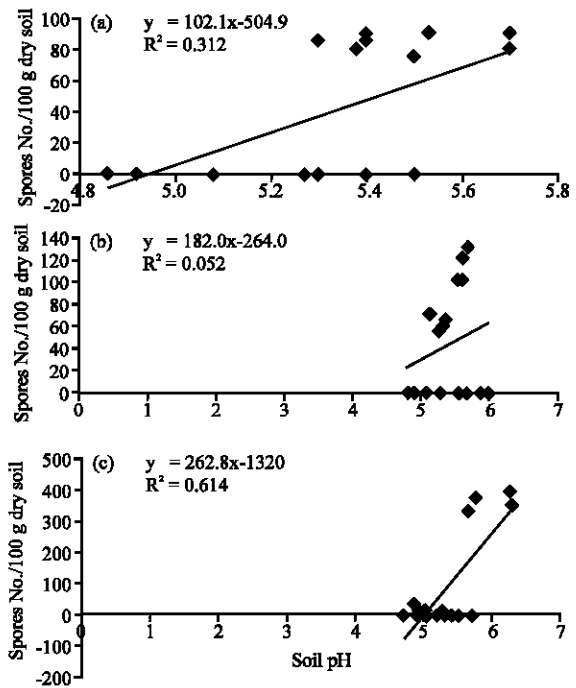 (a) y = 102.1x-504.9
R² = 0.312
Spores No./100 g dry soil
100
80
60
40
20
0
-20
4.8 5.0 5.2 5.4 5.6 5.8
(b) y = 182.0x-264.0
R² = 0.052
Spores No./100 g dry soil
140
120
100
80
60
40
20
0
0 1 2 3 4 5 6 7
(c) y = 262.8x-1320
R² = 0.614
Spores No./100 g dry soil
500
400
300
200
100
0
-100
-200
0 1 2 3 4 5 6 7
Soil pH